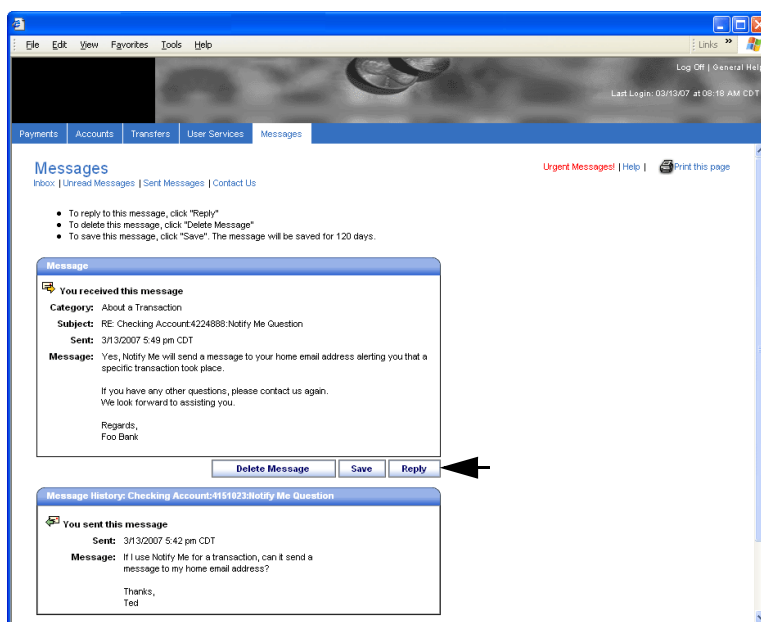 File Edit View Favorites Tools Help Links »
Log Off | General Help
Last Login: 03/13/07 at 08:18 AM CDT
Payments Accounts Transfers User Services Messages
Messages
Urgent Messages! | Help | Print this page
Inbox | Unread Messages | Sent Messages | Contact Us
• To reply to this message, click "Reply"
• To delete this message, click "Delete Message"
• To save this message, click "Save". The message will be saved for 120 days.
Message
You received this message
Category: About a Transaction
Subject: RE: Checking Account:4224888:Notify Me Question
Sent: 3/13/2007 5:49 pm CDT
Message: Yes, Notify Me will send a message to your home email address alerting you that a
specific transaction took place.
If you have any other questions, please contact us again.
We look forward to assisting you.
Regards,
Foo Bank
Delete Message Save Reply
Message History: Checking Account:4151023:Notify Me Question
You sent this message
Sent: 3/13/2007 5:42 pm CDT
Message: If I use Notify Me for a transaction, can it send a
message to my home email address?
Thanks,
Ted